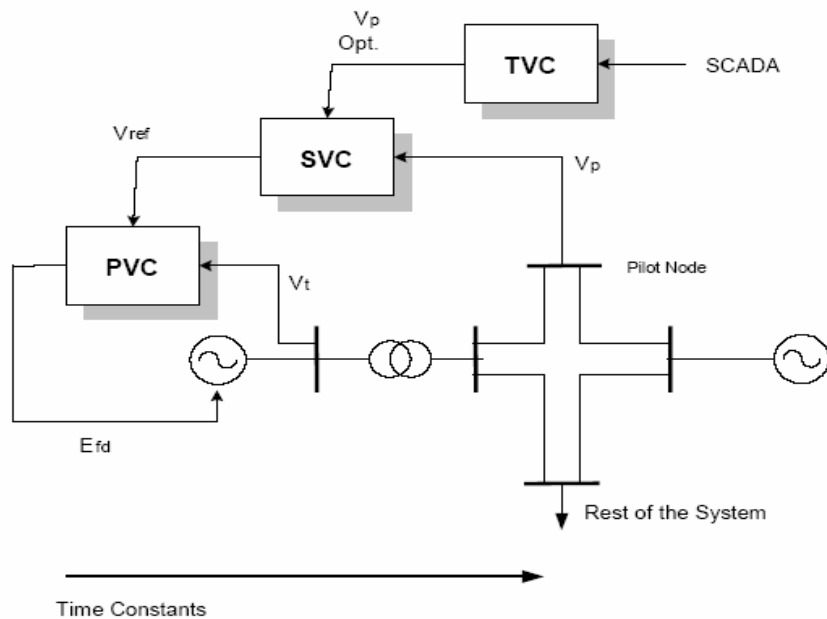 Vp
Opt.
TVC
SCADA
Vref
SVC
Vp
PVC
Vt
Pilot Node
Efd
Rest of the System
Time Constants